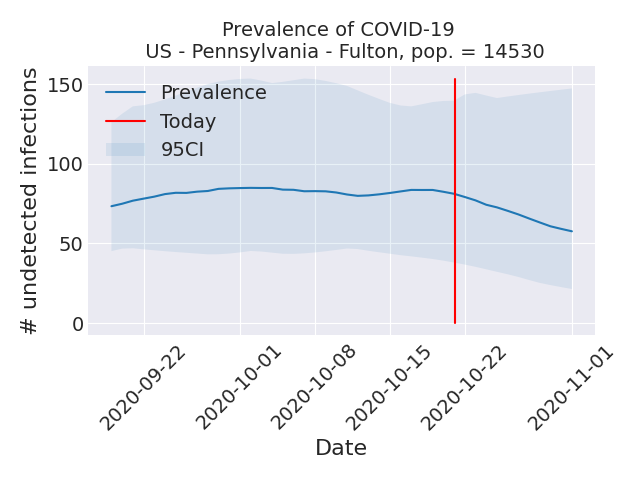 Prevalence of COVID-19
US - Pennsylvania - Fulton, pop. = 14530
# undetected infections
150
100
50
0
Prevalence
Today
95CI
2020-09-22
2020-10-01
2020-10-08
2020-10-15
2020-10-22
2020-11-01
Date